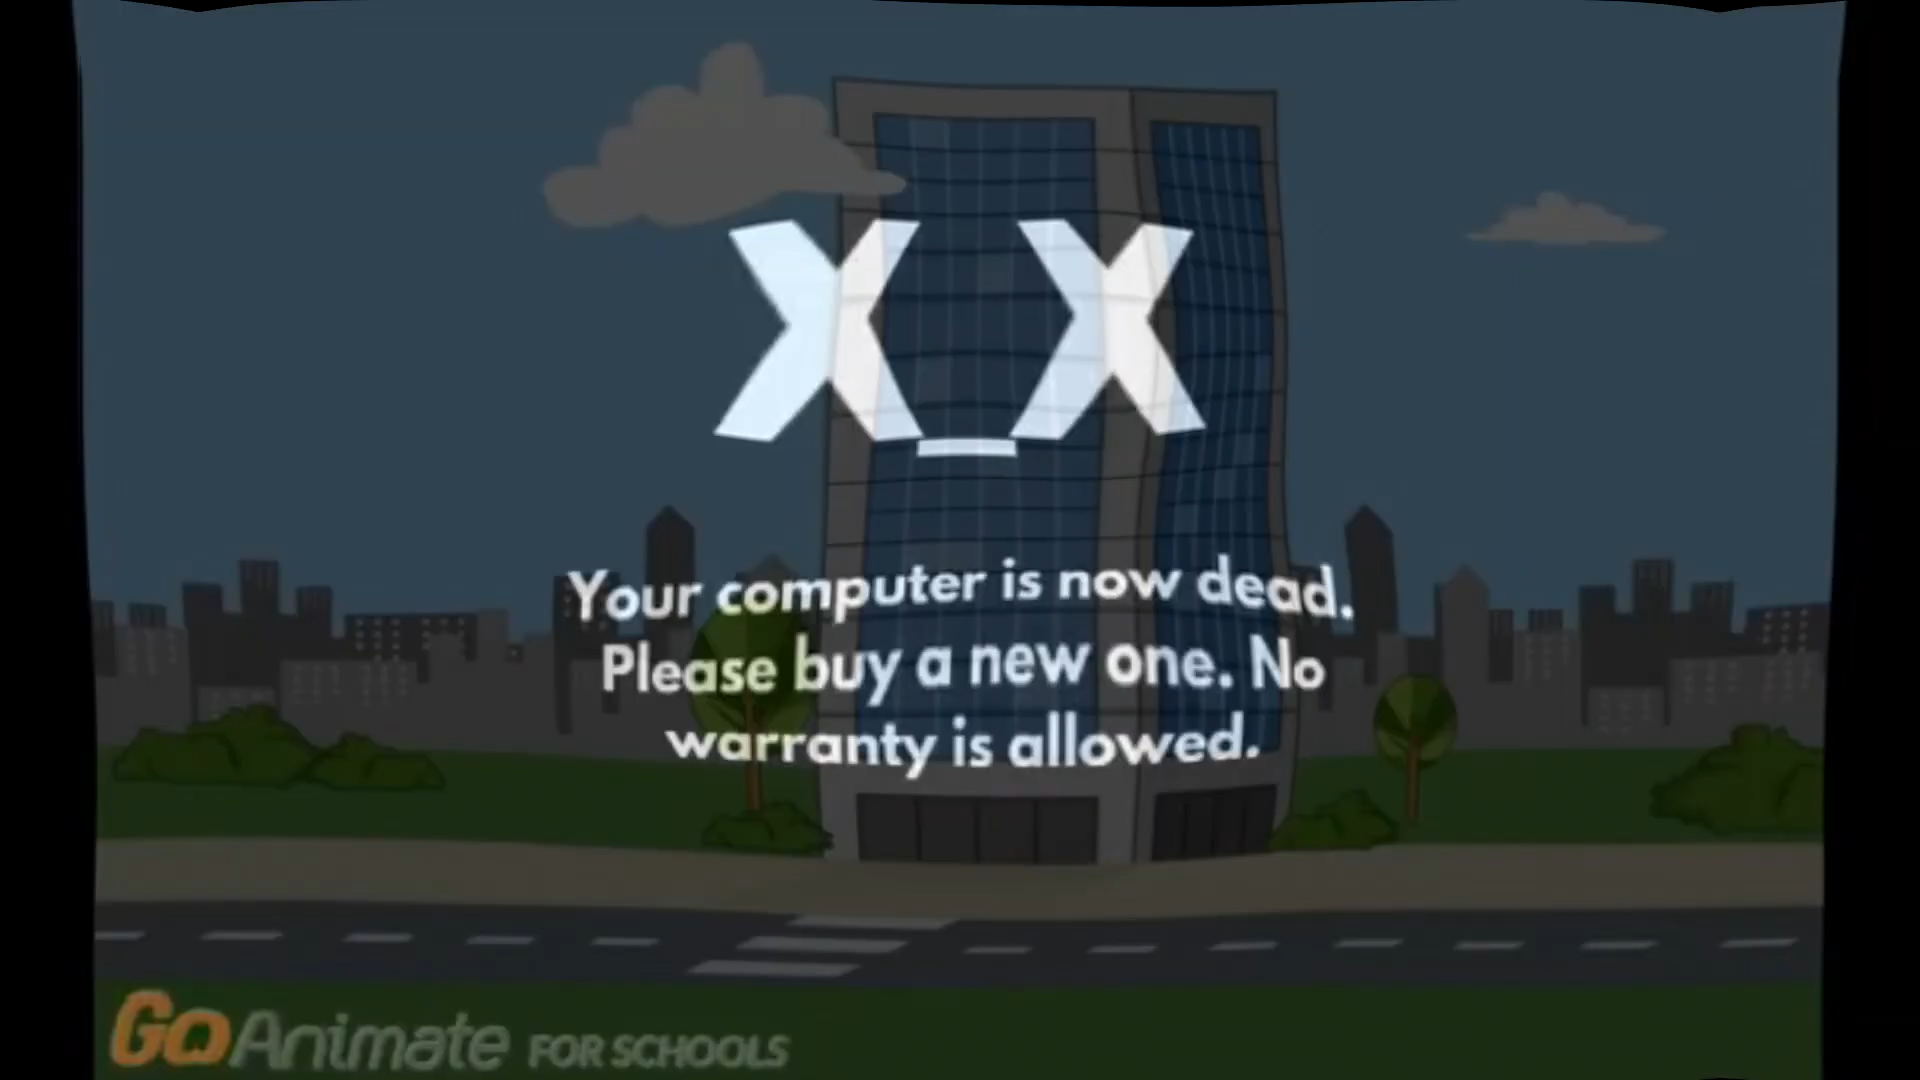 X_X
Your computer is now dead.
Please buy a new one. No
warranty is allowed.
GoAnimate FOR SCHOOLS